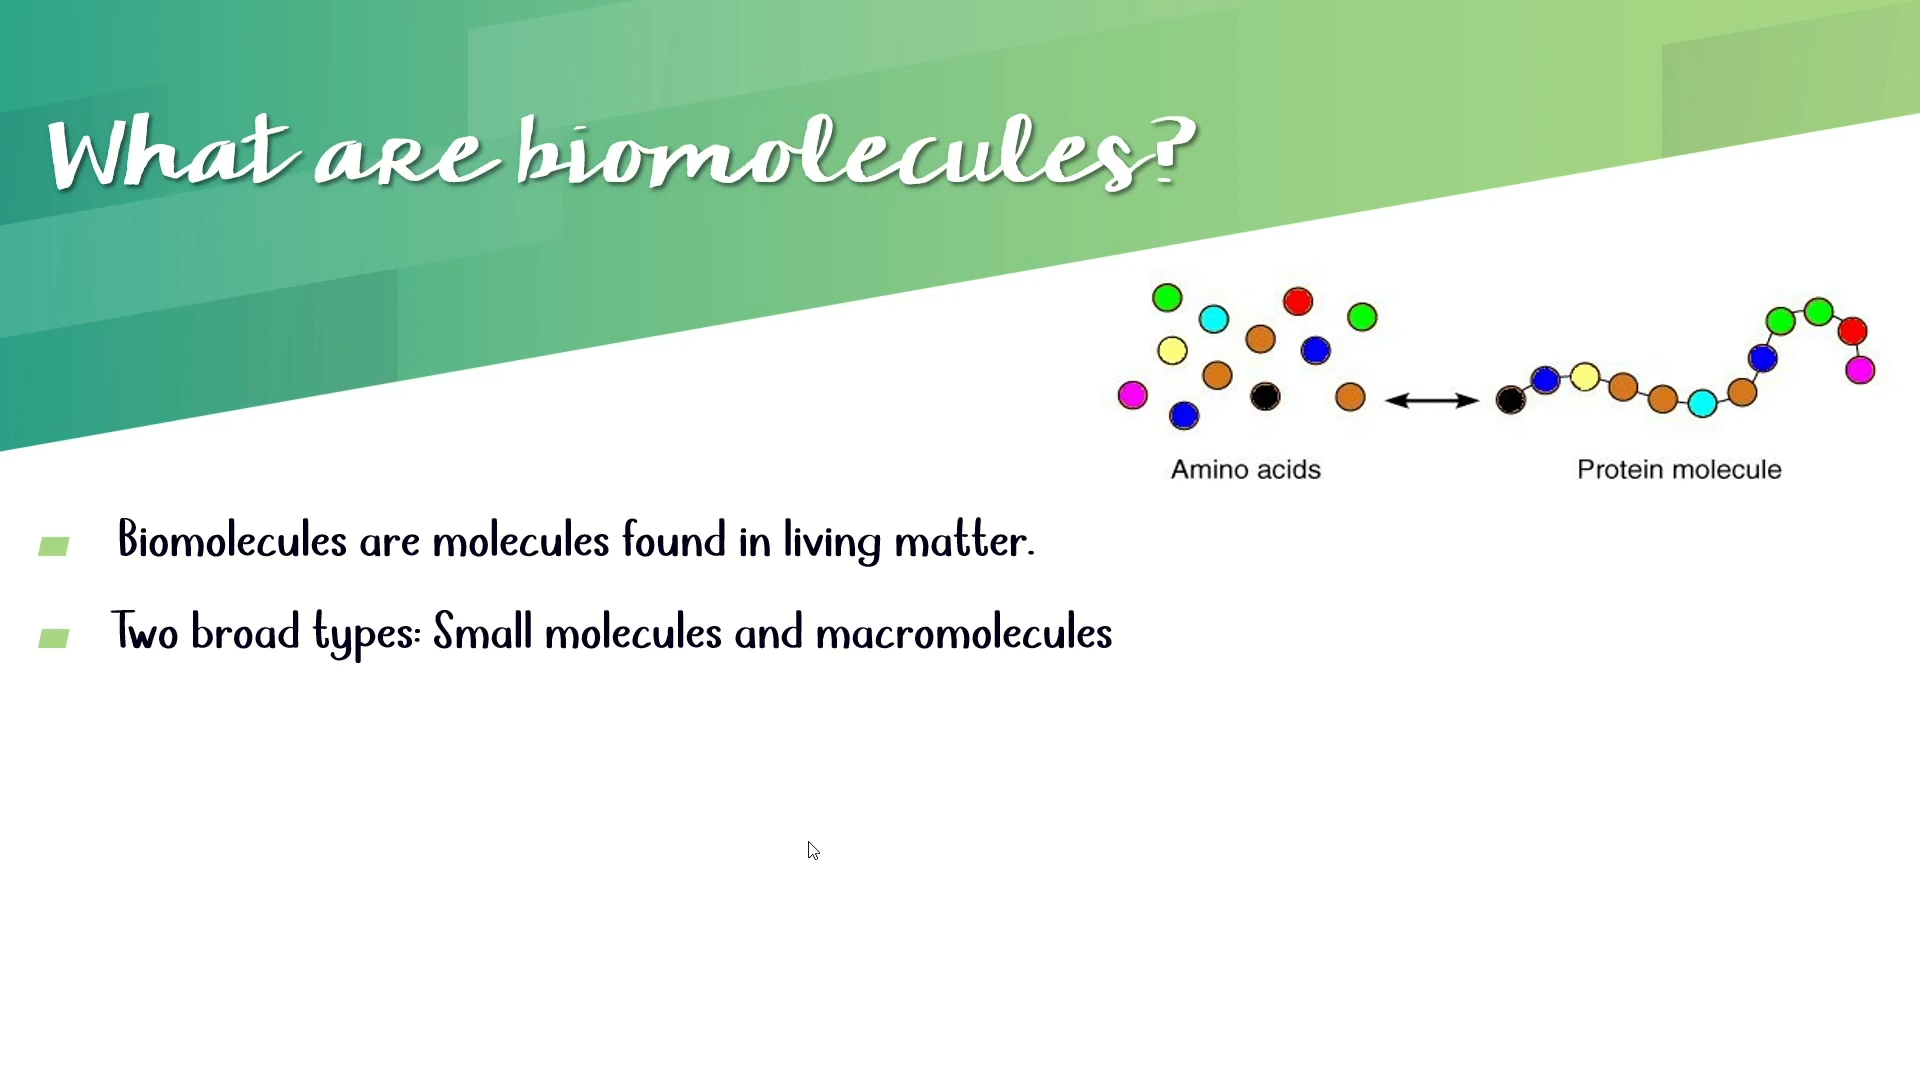 What are biomolecules?
Amino acids
Protein molecule
Biomolecules are molecules found in living matter.
Two broad types: Small molecules and macromolecules